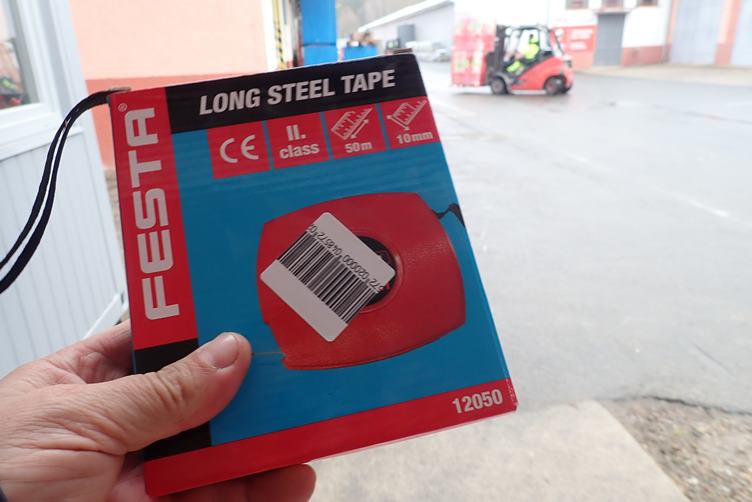 LONG STEEL TAPE
FESTA®
CE
II.
class
50m
10mm
12050